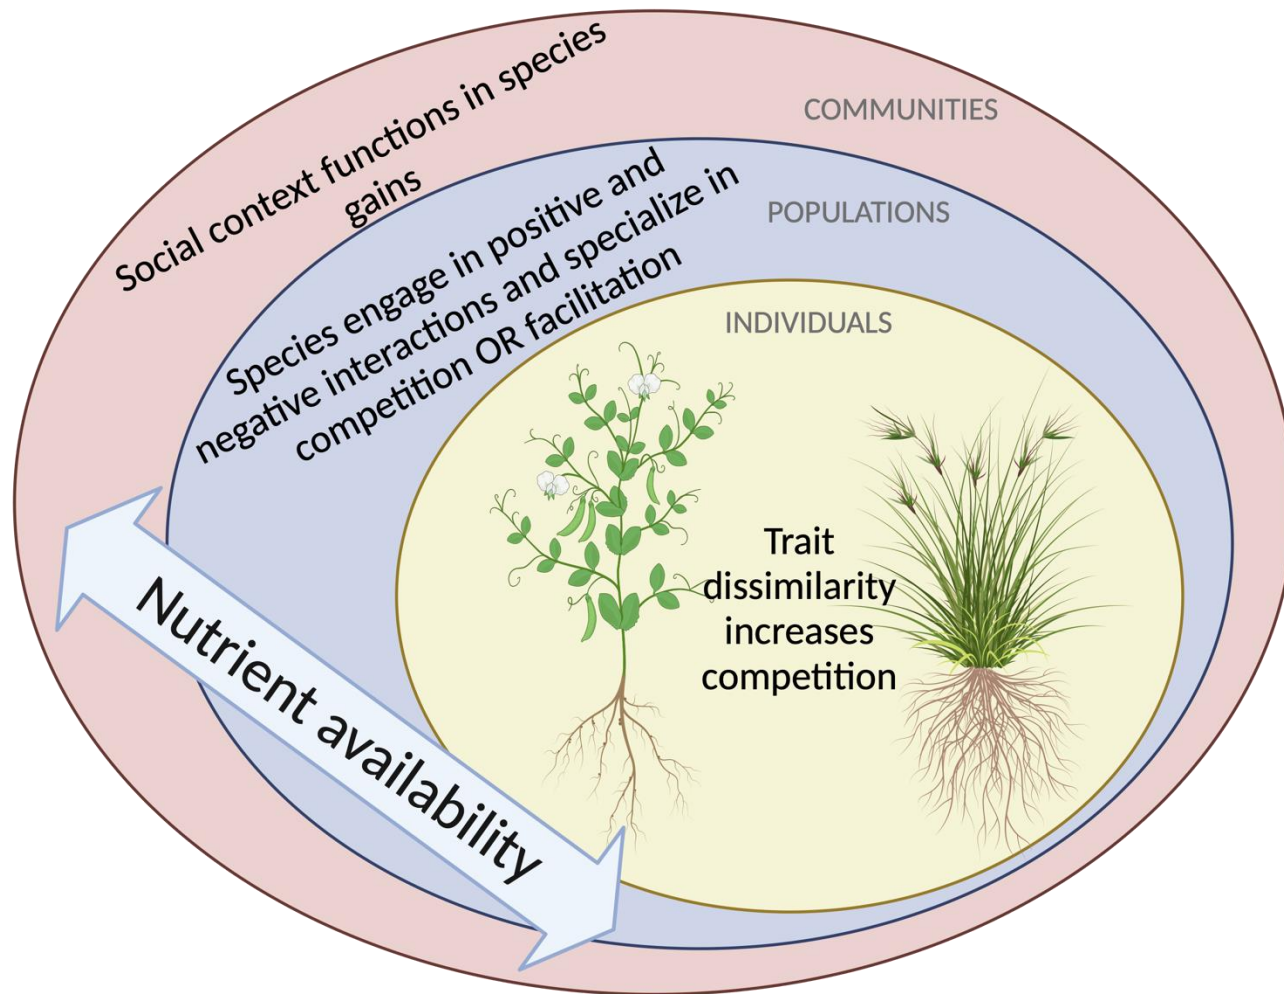 COMMUNITIES
Social context functions in species
gains
POPULATIONS
Species engage in positive and
negative interactions and specialize in
competition OR facilitation
INDIVIDUALS
Trait
dissimilarity
increases
competition
Nutrient availability